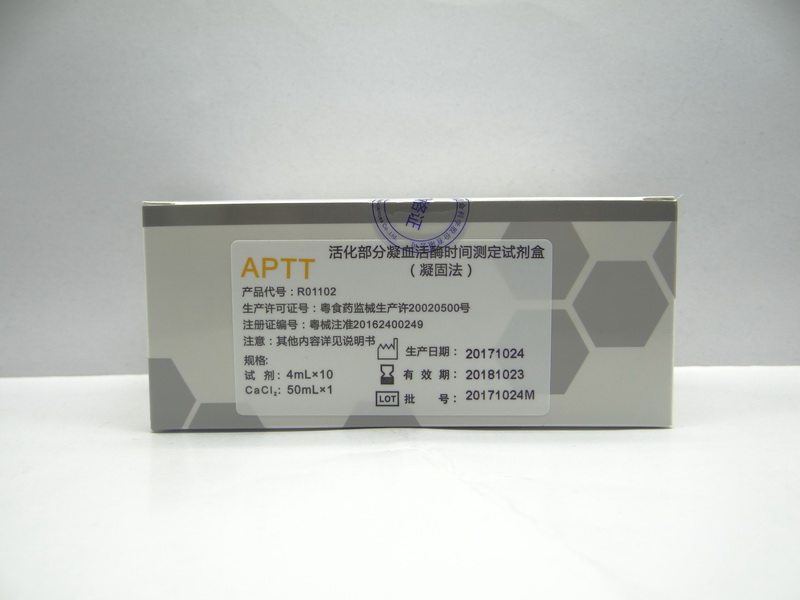 格证
APTT
活化部分凝血活酶时间测定试剂盒
(凝固法)
产品代号:R01102
生产许可证号:粤食药监械生产许20020500号
注册证编号:粤械注准20162400249
注意:其他内容详见说明书
规格:
试 剂:4mL×10
CaCl₂:50mL×1
生产日期:20171024
有 效 期:20181023
LOT 批 号:20171024M